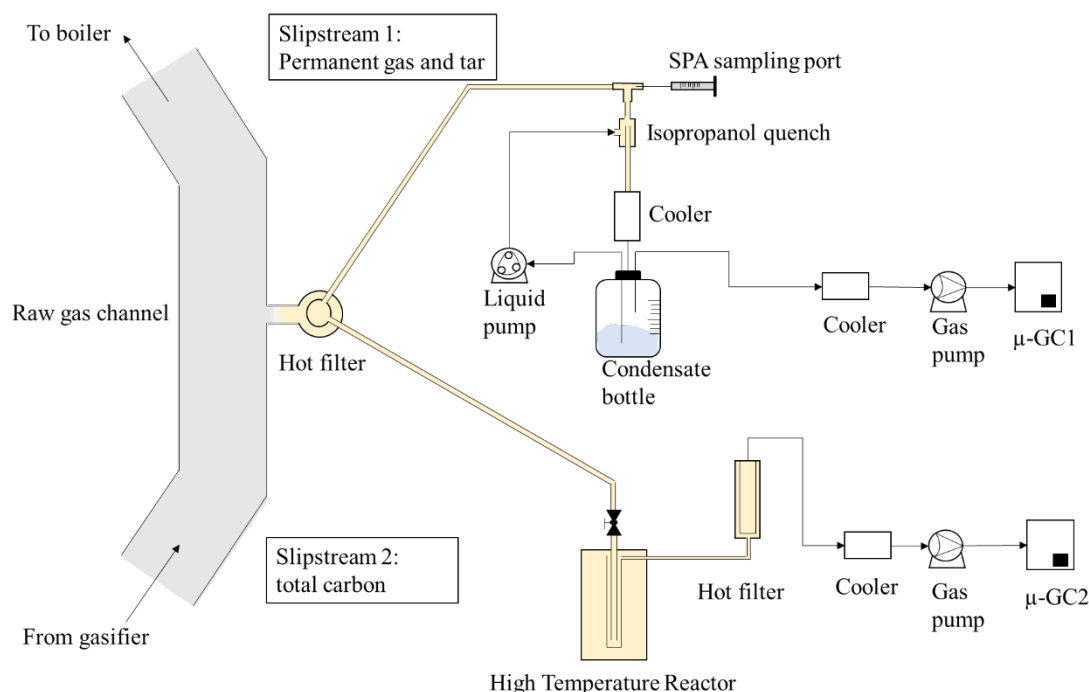 To boiler
Slipstream 1:
Permanent gas and tar
SPA sampling port
Isopropanol quench
Cooler
Liquid
pump
Raw gas channel
Hot filter
Condensate
bottle
Cooler
Gas
pump
µ-GC1
Slipstream 2:
total carbon
From gasifier
Hot filter
Cooler
Gas
pump
µ-GC2
High Temperature Reactor